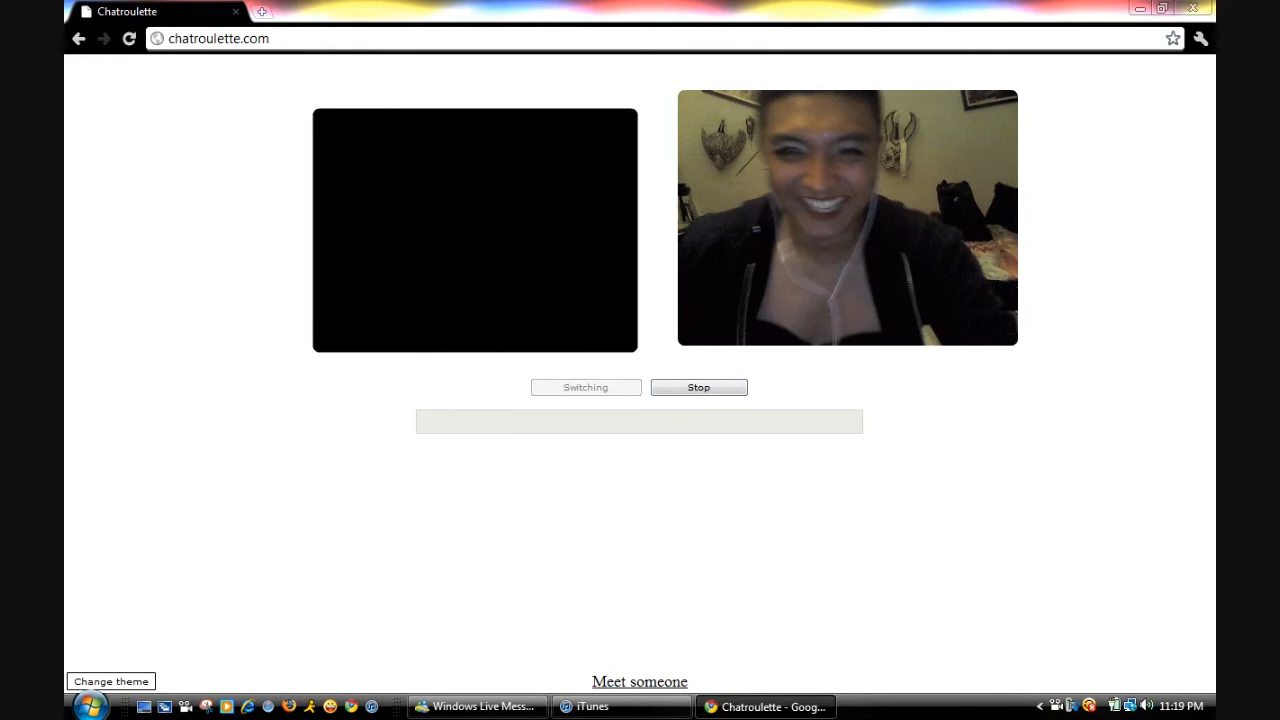 Chatroulette
chatroulette.com
Switching
Stop
Change theme
Meet someone
Windows Live Mess...
iTunes
Chatroulette - Goog...
11:19 PM